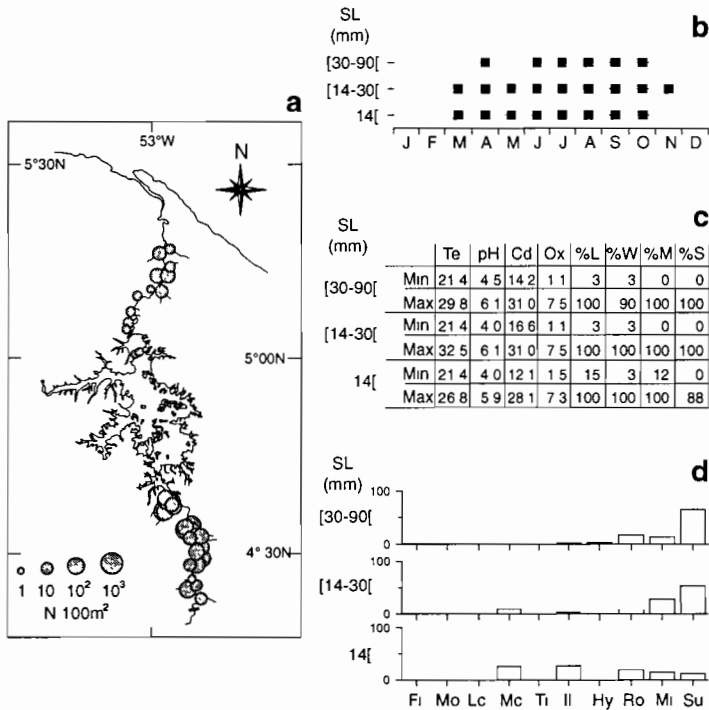 a
53°W
5°30N
N
5°00N
4° 30N
1 10 10² 10³
N 100m²
b
SL
(mm)
[30-90[
[14-30[
14[
J F M A M J J A S O N D
c
SL
(mm)
Te pH Cd Ox %L %W %M %S
[30-90[ Min 21 4 4 5 14 2 1 1 3 3 0 0
Max 29 8 6 1 31 0 7 5 100 90 100 100
[14-30[ Min 21 4 4 0 16 6 1 1 3 3 0 0
Max 32 5 6 1 31 0 7 5 100 100 100 100
14[ Min 21 4 4 0 12 1 1 5 15 3 12 0
Max 26 8 5 9 28 1 7 3 100 100 100 88
d
SL
(mm)
100
[30-90[
0
100
[14-30[
0
100
14[
0
Fi Mo Lc Mc Ti Il Hy Ro Mi Su